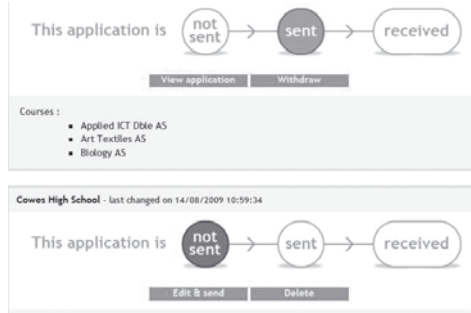 This application is not sent sent received
View application Withdraw
Courses :
Applied ICT Dble AS
Art Textiles AS
Biology AS
Cowes High School - last changed on 14/08/2009 10:59:34
This application is not sent sent received
Edit & send Delete